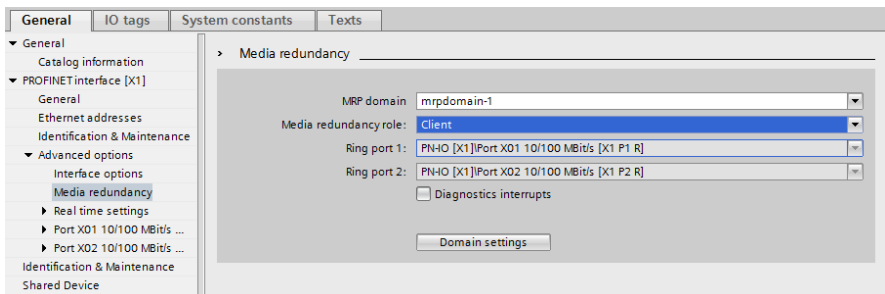 General IO tags System constants Texts
General
Catalog information
PROFINET interface [X1]
General
Ethernet addresses
Identification & Maintenance
Advanced options
Interface options
Media redundancy
Real time settings
Port X01 10/100 MBit/s ...
Port X02 10/100 MBit/s ...
Identification & Maintenance
Shared Device
Media redundancy
MRP domain mrpdomain-1
Media redundancy role: Client
Ring port 1: PN-IO [X1]\Port X01 10/100 MBit/s [X1 P1 R]
Ring port 2: PN-IO [X1]\Port X02 10/100 MBit/s [X1 P2 R]
Diagnostics interrupts
Domain settings